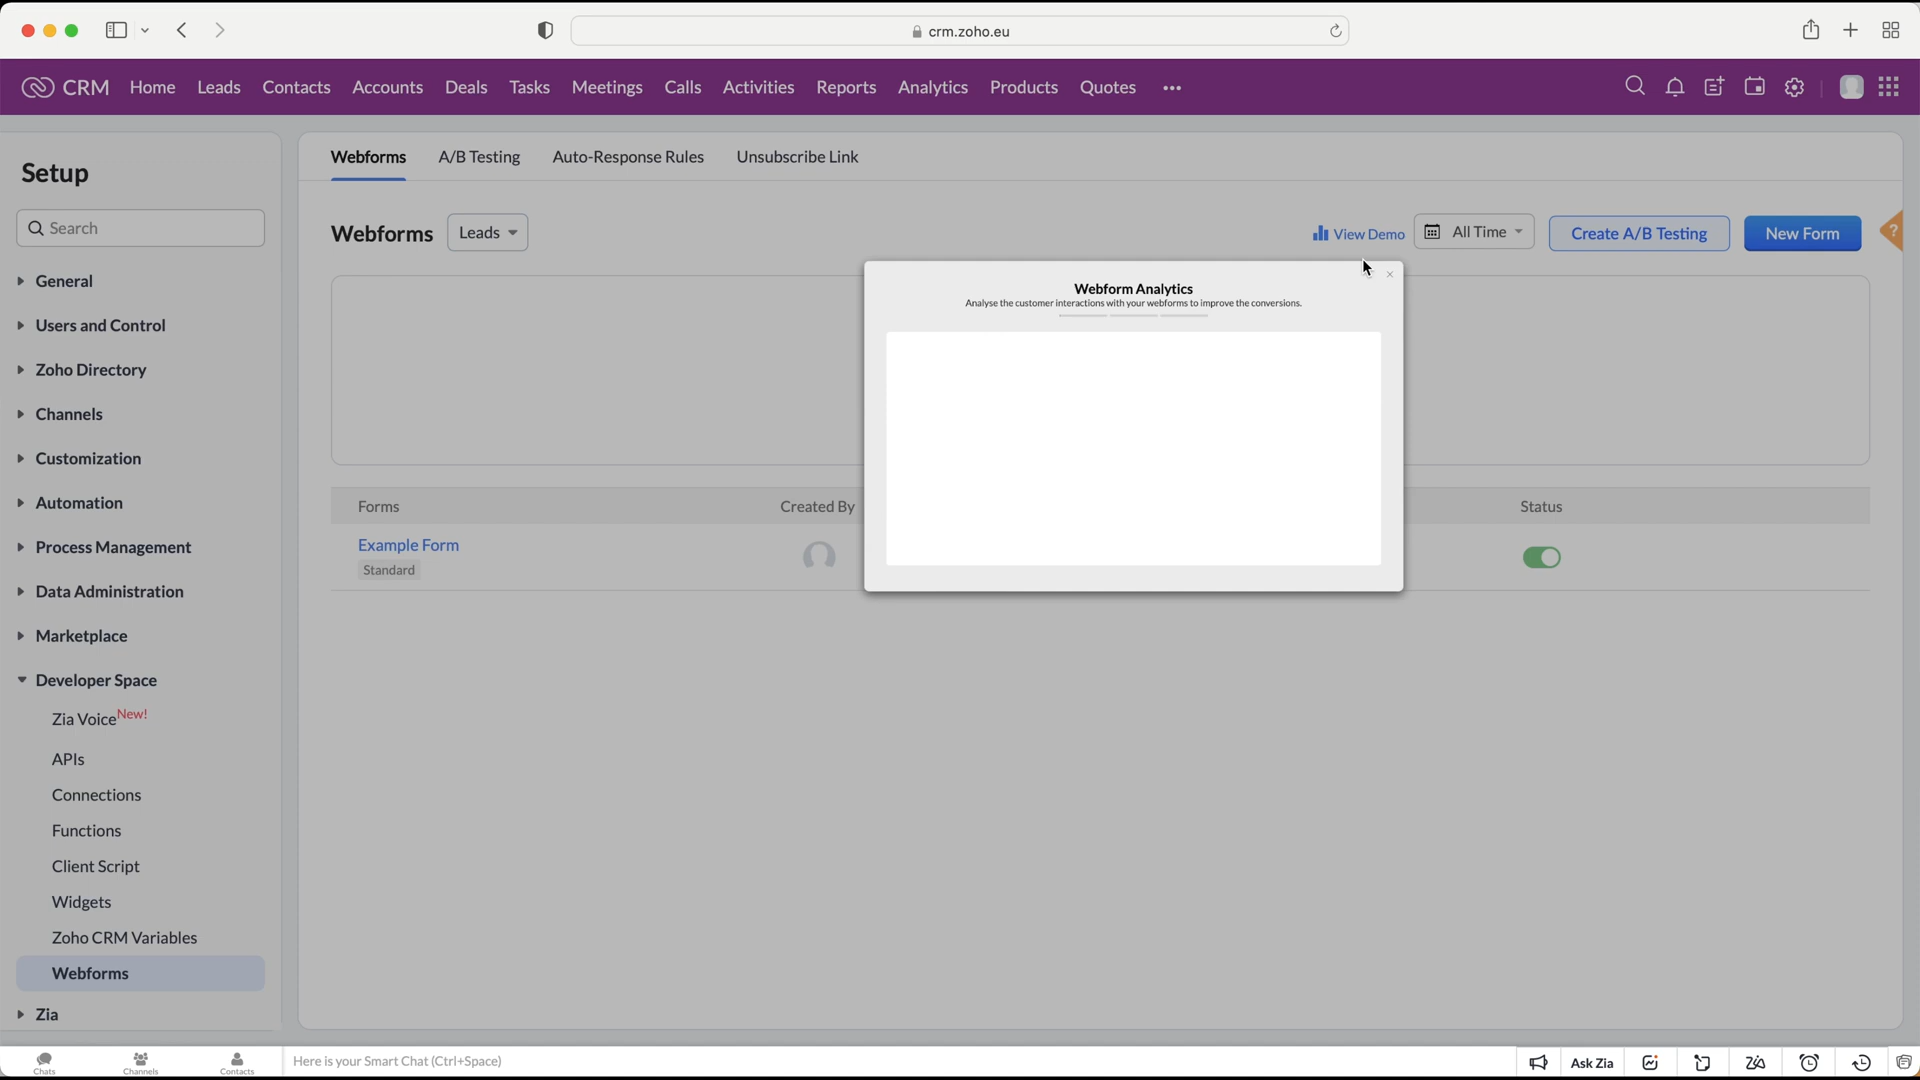 crm.zoho.eu
CRM Home Leads Contacts Accounts Deals Tasks Meetings Calls Activities Reports Analytics Products Quotes •••
Setup
Search
General
Users and Control
Zoho Directory
Channels
Customization
Automation
Process Management
Data Administration
Marketplace
Developer Space
Zia Voice New!
APIs
Connections
Functions
Client Script
Widgets
Zoho CRM Variables
Webforms
Zia
Webforms A/B Testing Auto-Response Rules Unsubscribe Link
Webforms Leads View Demo All Time Create A/B Testing New Form ?
Webform Analytics
Analyse the customer interactions with your webforms to improve the conversions.
Forms Created By Status
Example Form
Standard
Chats Channels Contacts Here is your Smart Chat (Ctrl+Space) Ask Zia